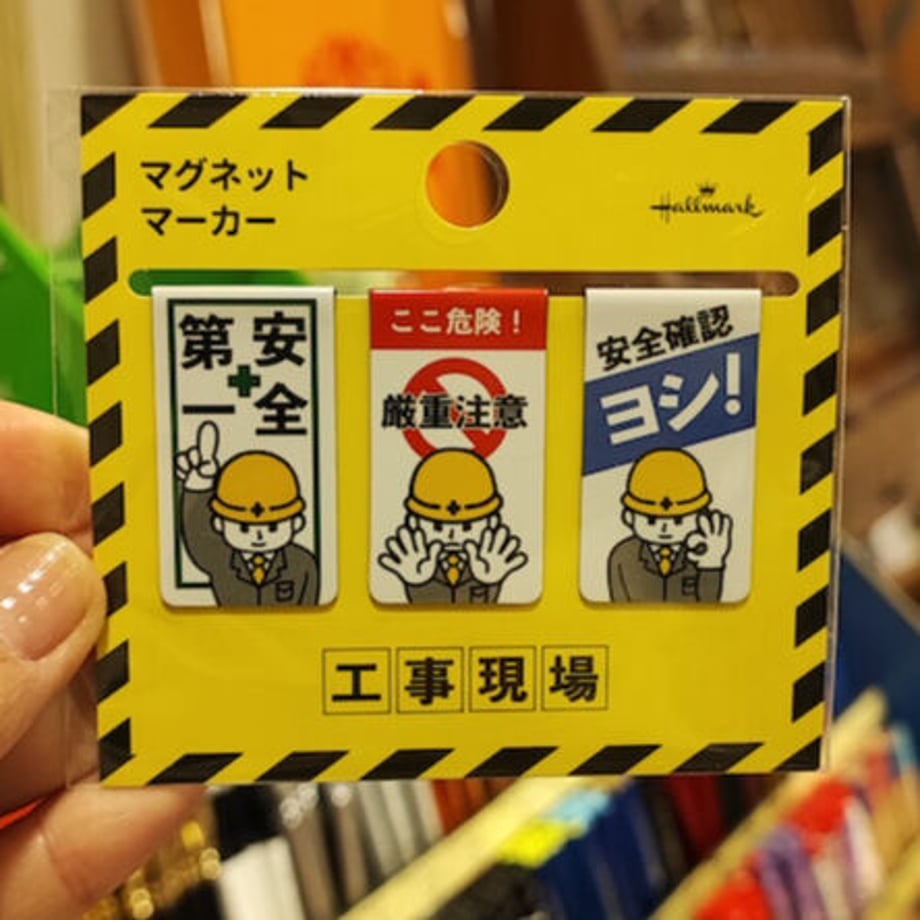 マグネット
マーカー
Hallmark
安全
第一
ここ危険！
厳重注意
安全確認
ヨシ！
工事現場